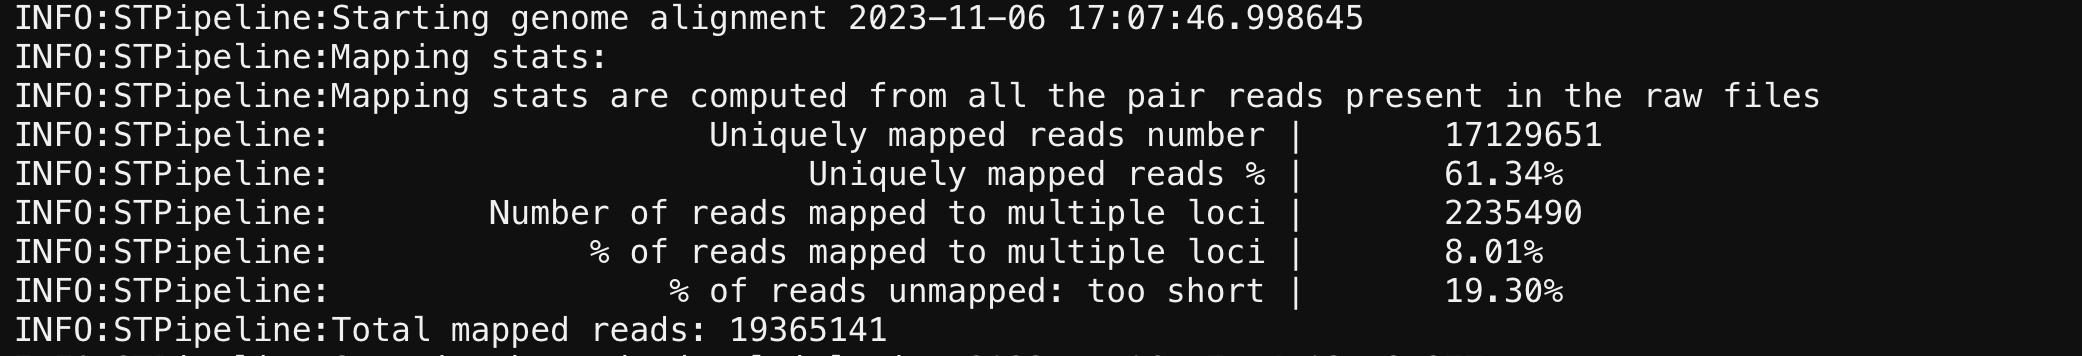 INFO:STPipeline:Starting genome alignment 2023-11-06 17:07:46.998645
INFO:STPipeline:Mapping stats:
INFO:STPipeline:Mapping stats are computed from all the pair reads present in the raw files
INFO:STPipeline: Uniquely mapped reads number | 17129651
INFO:STPipeline: Uniquely mapped reads % | 61.34%
INFO:STPipeline: Number of reads mapped to multiple loci | 2235490
INFO:STPipeline: % of reads mapped to multiple loci | 8.01%
INFO:STPipeline: % of reads unmapped: too short | 19.30%
INFO:STPipeline:Total mapped reads: 19365141